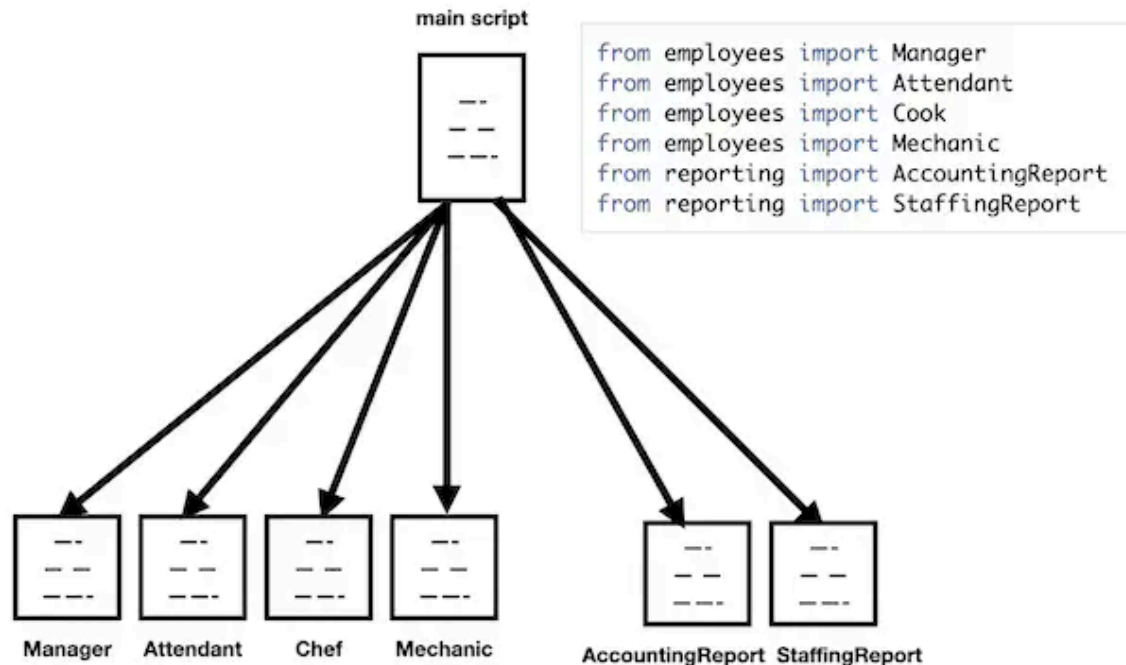 main script
from employees import Manager
from employees import Attendant
from employees import Cook
from employees import Mechanic
from reporting import AccountingReport
from reporting import StaffingReport
Manager Attendant Chef Mechanic AccountingReport StaffingReport